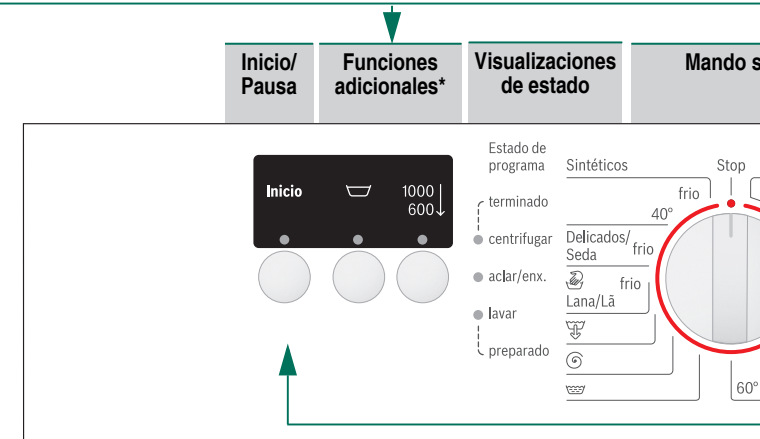 Inicio/
Pausa
Funciones
adicionales*
Visualizaciones
de estado
Mando s
Inicio
1000
600
Estado de
programa
terminado
centrifugar
aclar/enx.
lavar
preparado
Sintéticos
frio
40°
Delicados/
Seda
frio
frio
Lana/Lã
Stop
60°